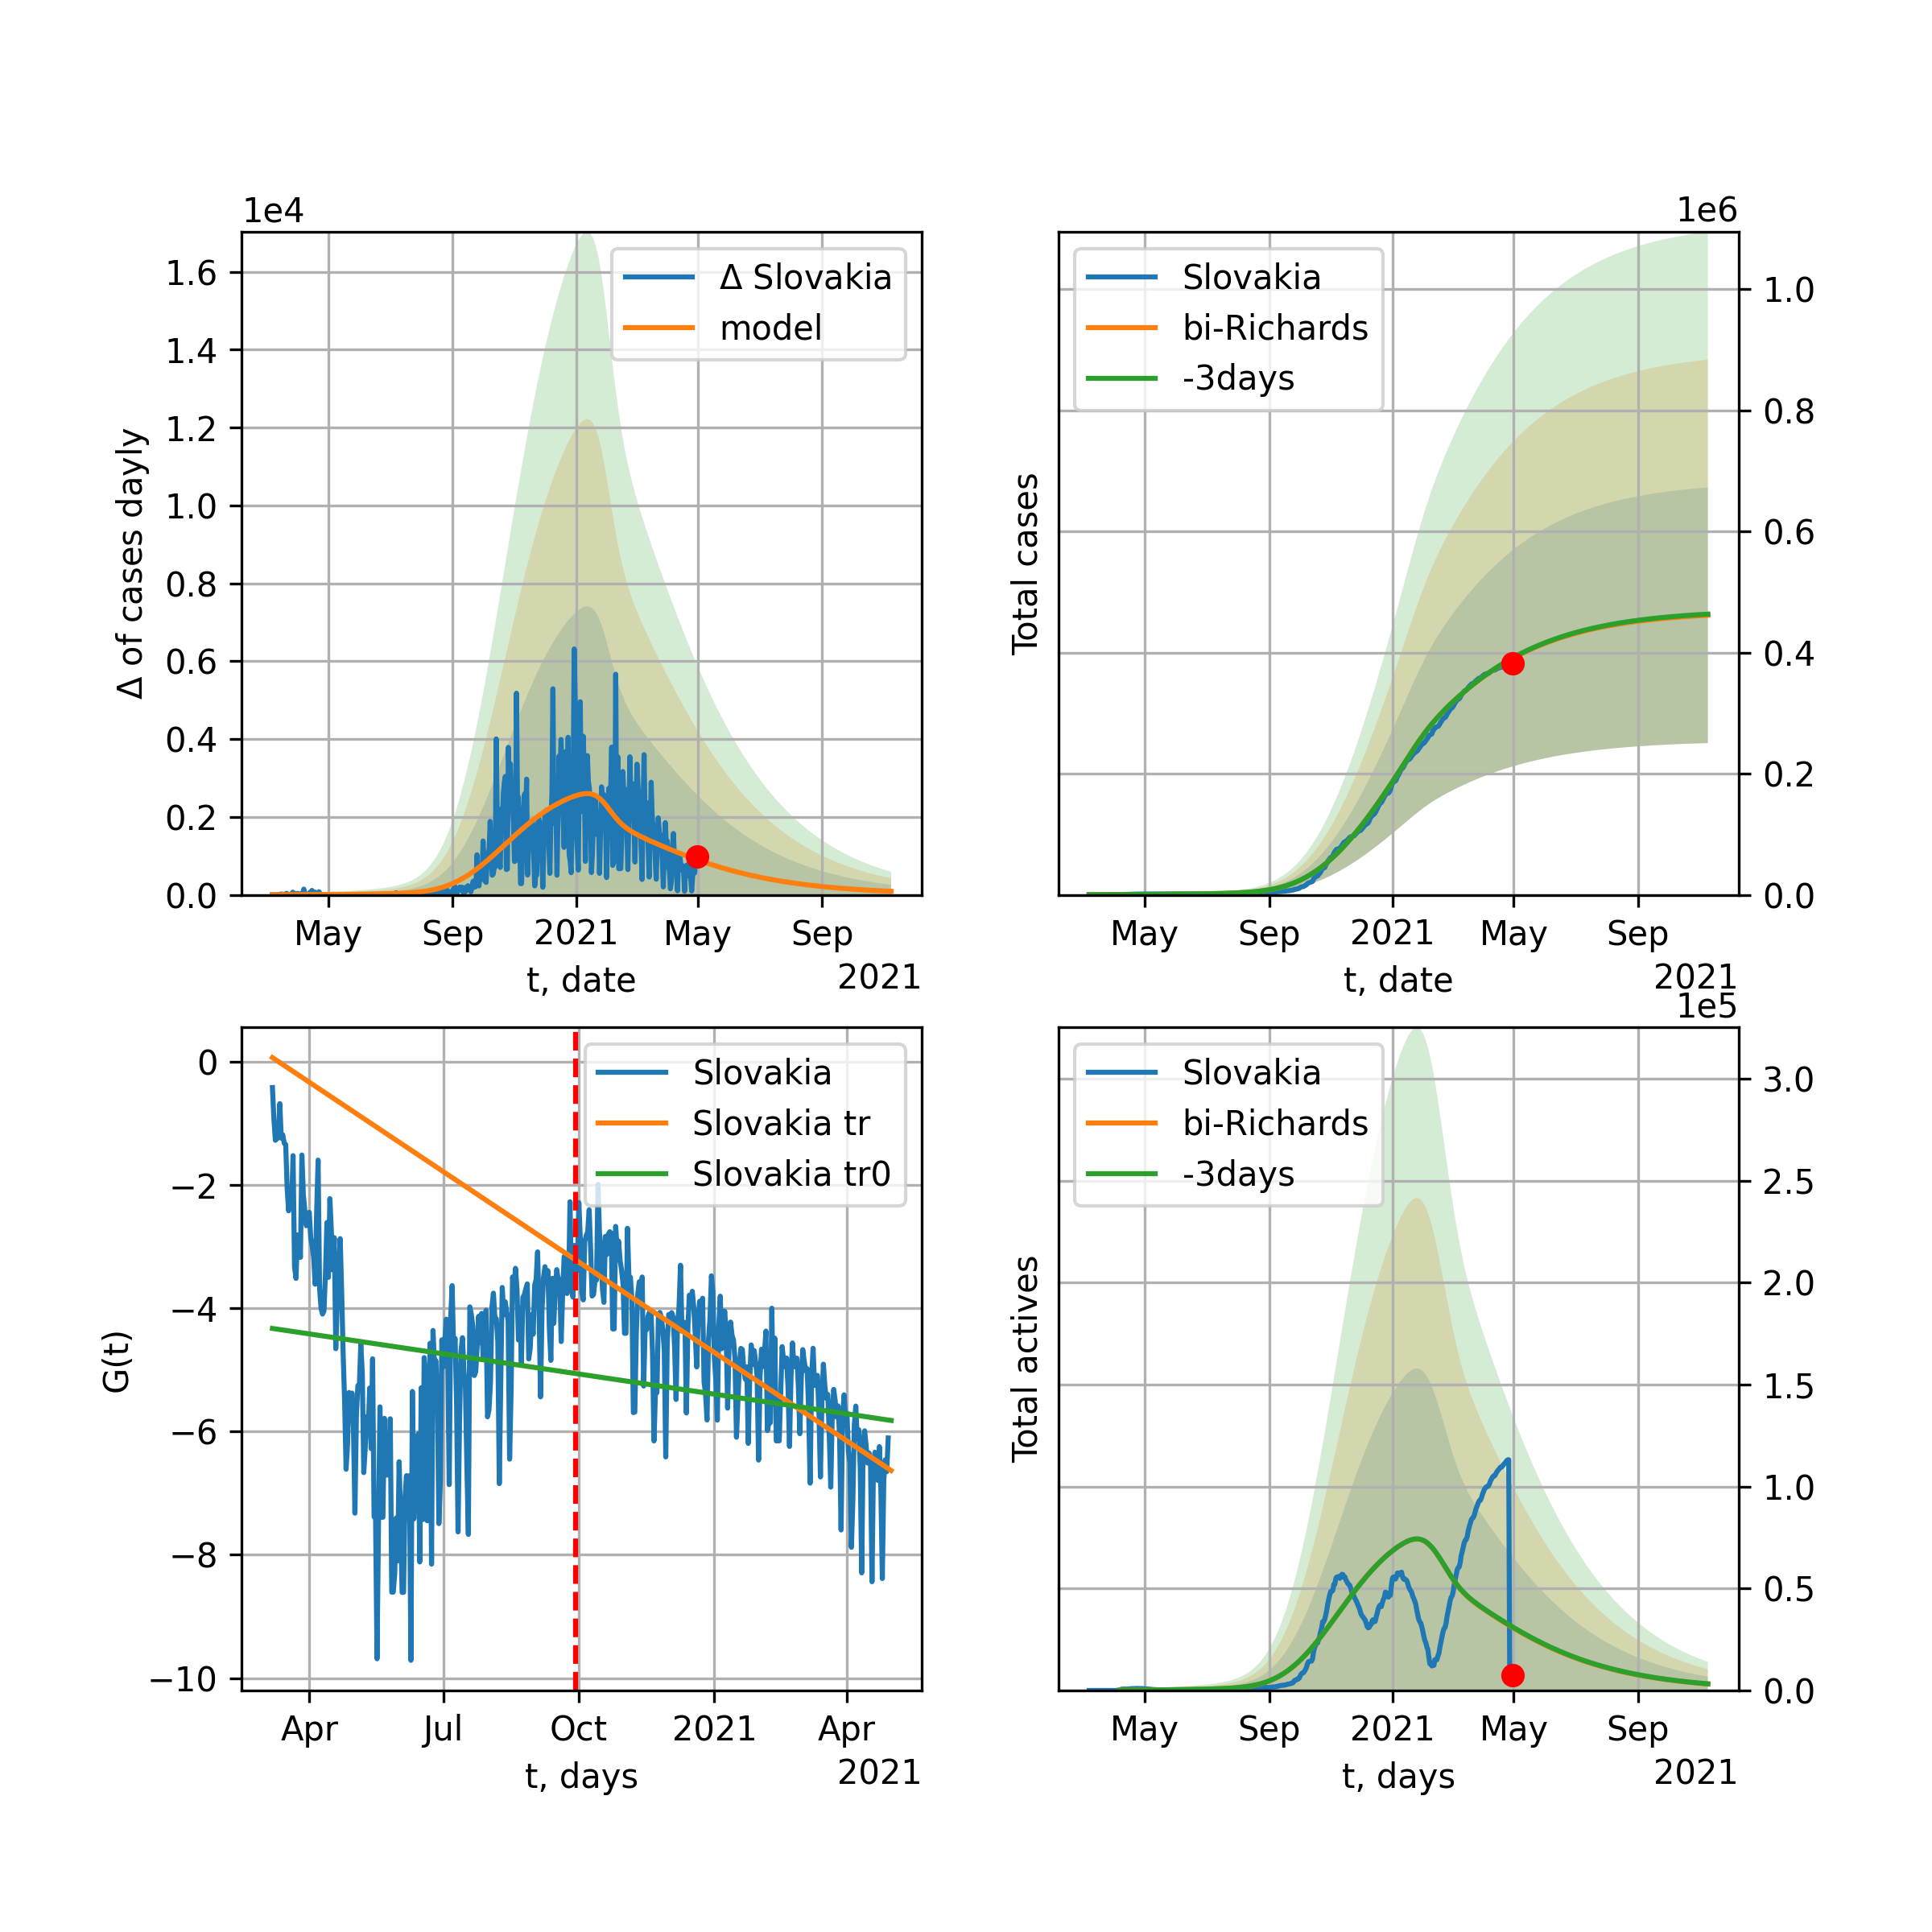 1e4
Δ of cases dayly
1.6
1.4
1.2
1.0
0.8
0.6
0.4
0.2
0.0
Δ Slovakia
model
May Sep 2021 May Sep
t, date
2021
1e6
Total cases
Slovakia
bi-Richards
-3days
1.0
0.8
0.6
0.4
0.2
0.0
May Sep 2021 May Sep
t, date
2021
G(t)
0
−2
−4
−6
−8
−10
Slovakia
Slovakia tr
Slovakia tr0
Apr Jul Oct 2021 Apr
t, days
2021
1e5
Total actives
Slovakia
bi-Richards
-3days
3.0
2.5
2.0
1.5
1.0
0.5
0.0
May Sep 2021 May Sep
t, days
2021